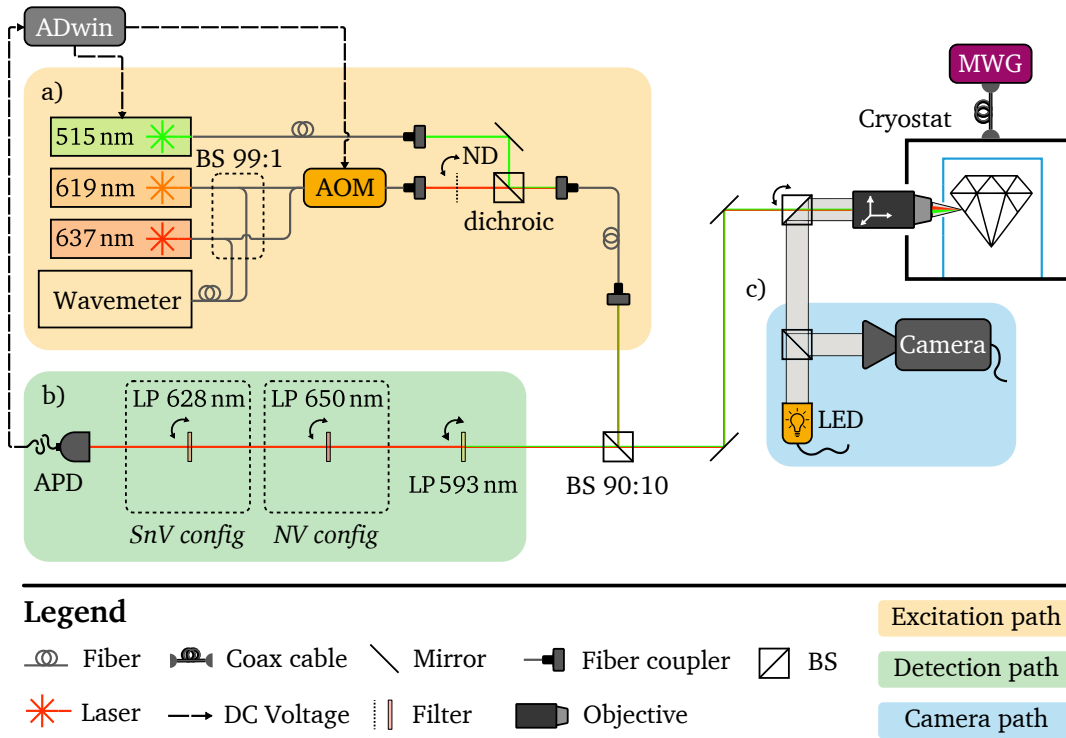 ADwin
MWG
a)
Cryostat
515 nm
BS 99:1
ND
619 nm
AOM
dichroic
637 nm
Wavemeter
c)
Camera
b)
LP 628 nm
LP 650 nm
LED
APD
LP 593 nm
BS 90:10
SnV config
NV config
Legend
Excitation path
Fiber
Coax cable
Mirror
Fiber coupler
BS
Detection path
Laser
DC Voltage
Filter
Objective
Camera path